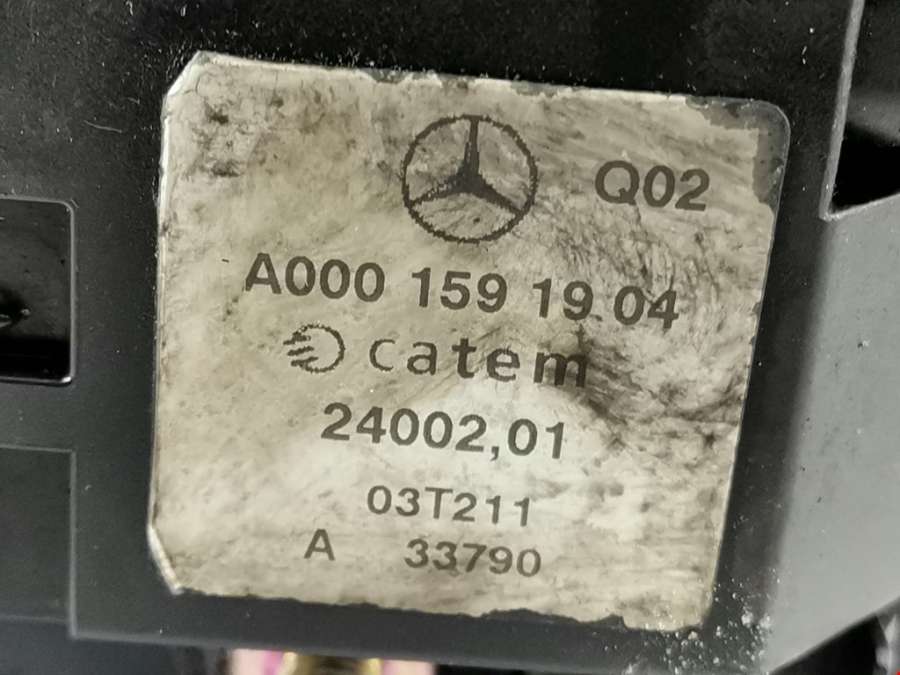 Q02
A000 159 19 04
catem
24002,01
03T211
A 33790